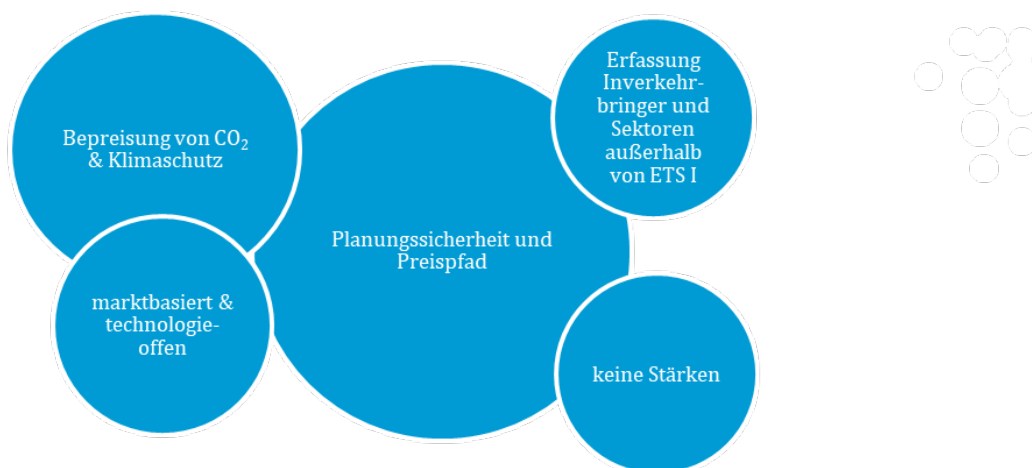 Bepreisung von CO₂
& Klimaschutz
marktbasiert &
technologie-
offen
Planungssicherheit und
Preispfad
Erfassung
Inverkehr-
bringer und
Sektoren
außerhalb
von ETS I
keine Stärken